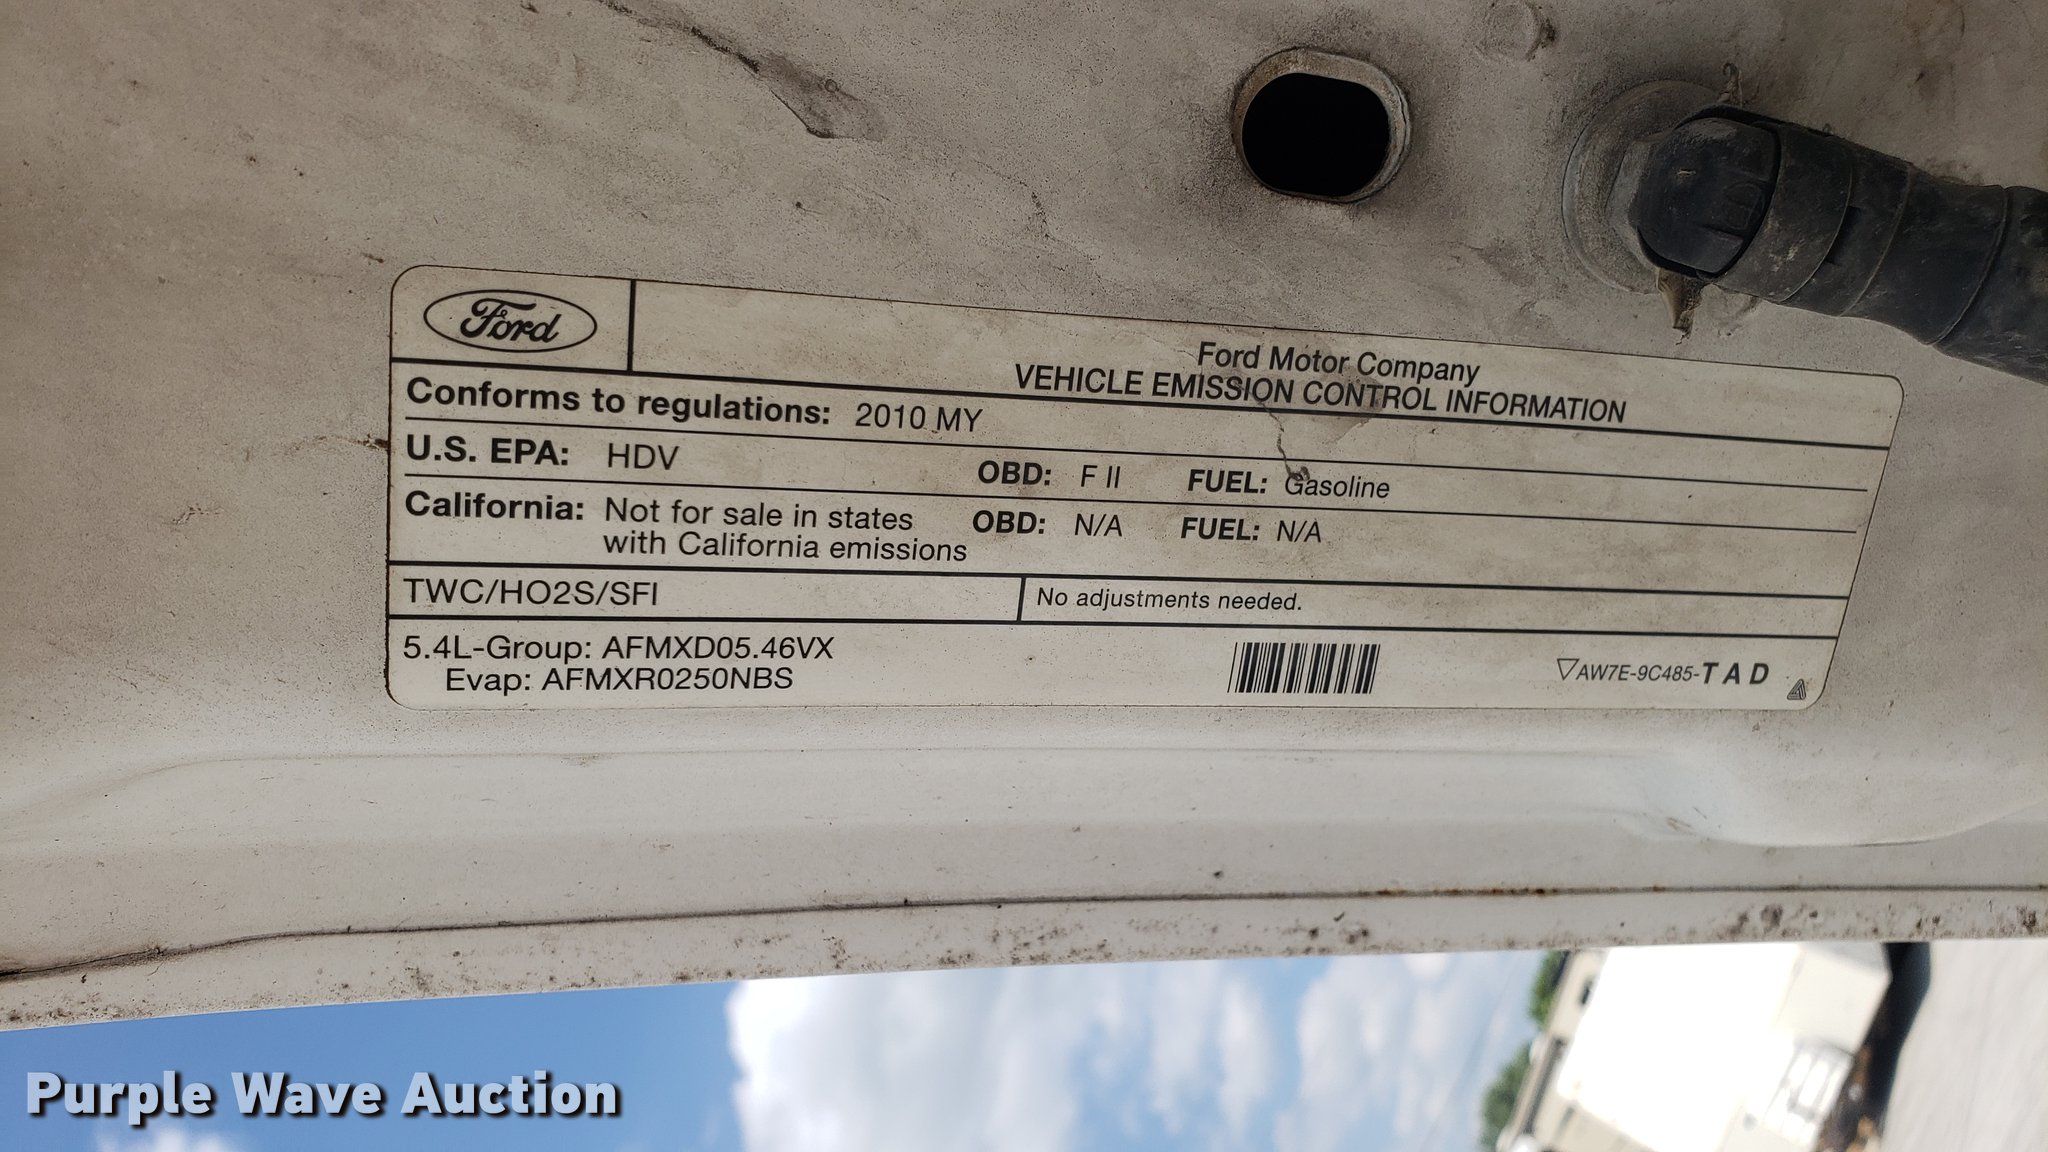 Ford
Ford Motor Company
VEHICLE EMISSION CONTROL INFORMATION
Conforms to regulations: 2010 MY
U.S. EPA: HDV OBD: F II FUEL: Gasoline
California: Not for sale in states OBD: N/A FUEL: N/A
with California emissions
TWC/HO2S/SFI No adjustments needed.
5.4L-Group: AFMXD05.46VX
Evap: AFMXR0250NBS
AW7E-9C485-TAD
Purple Wave Auction